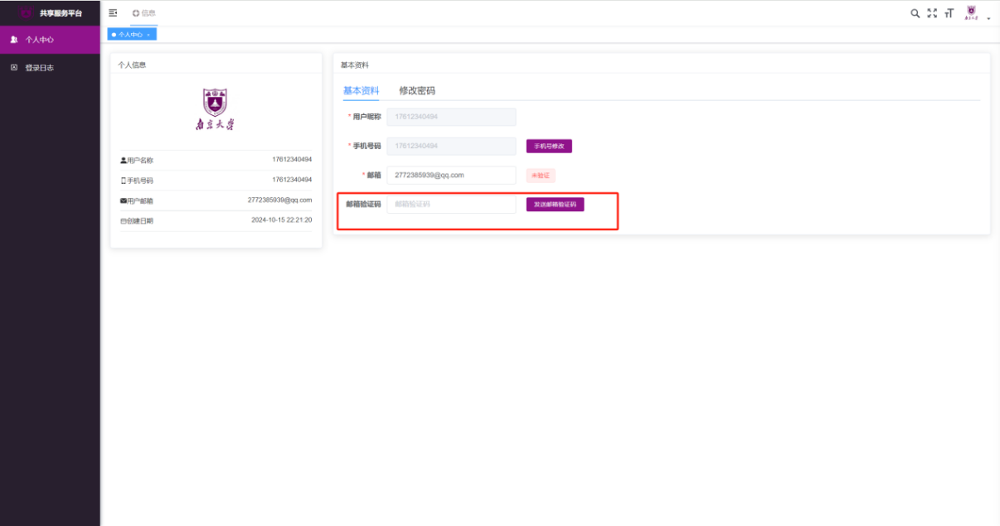 共享服务平台
信息
个人中心
登录日志
个人中心 ×
个人信息
南京大学
用户名称 17612340494
手机号码 17612340494
用户邮箱 2772385939@qq.com
创建日期 2024-10-15 22:21:20
基本资料
基本资料 修改密码
* 用户昵称 17612340494
* 手机号码 17612340494 手机号修改
* 邮箱 2772385939@qq.com 未验证
邮箱验证码 邮箱验证码 发送邮箱验证码